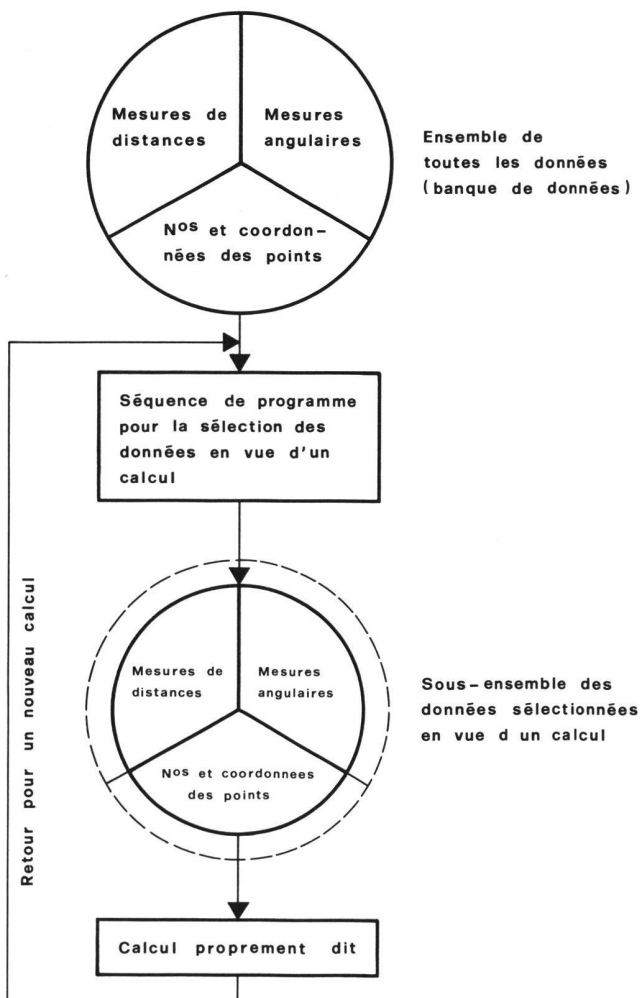 Mesures de
distances
Mesures
angulaires
Nos et coordon-
nées des points
Ensemble de
toutes les données
(banque de données)
Séquence de programme
pour la sélection des
données en vue d'un
calcul
Retour pour un nouveau calcul
Mesures de
distances
Mesures
angulaires
Nos et coordonnees
des points
Sous-ensemble des
données sélectionnées
en vue d un calcul
Calcul proprement dit